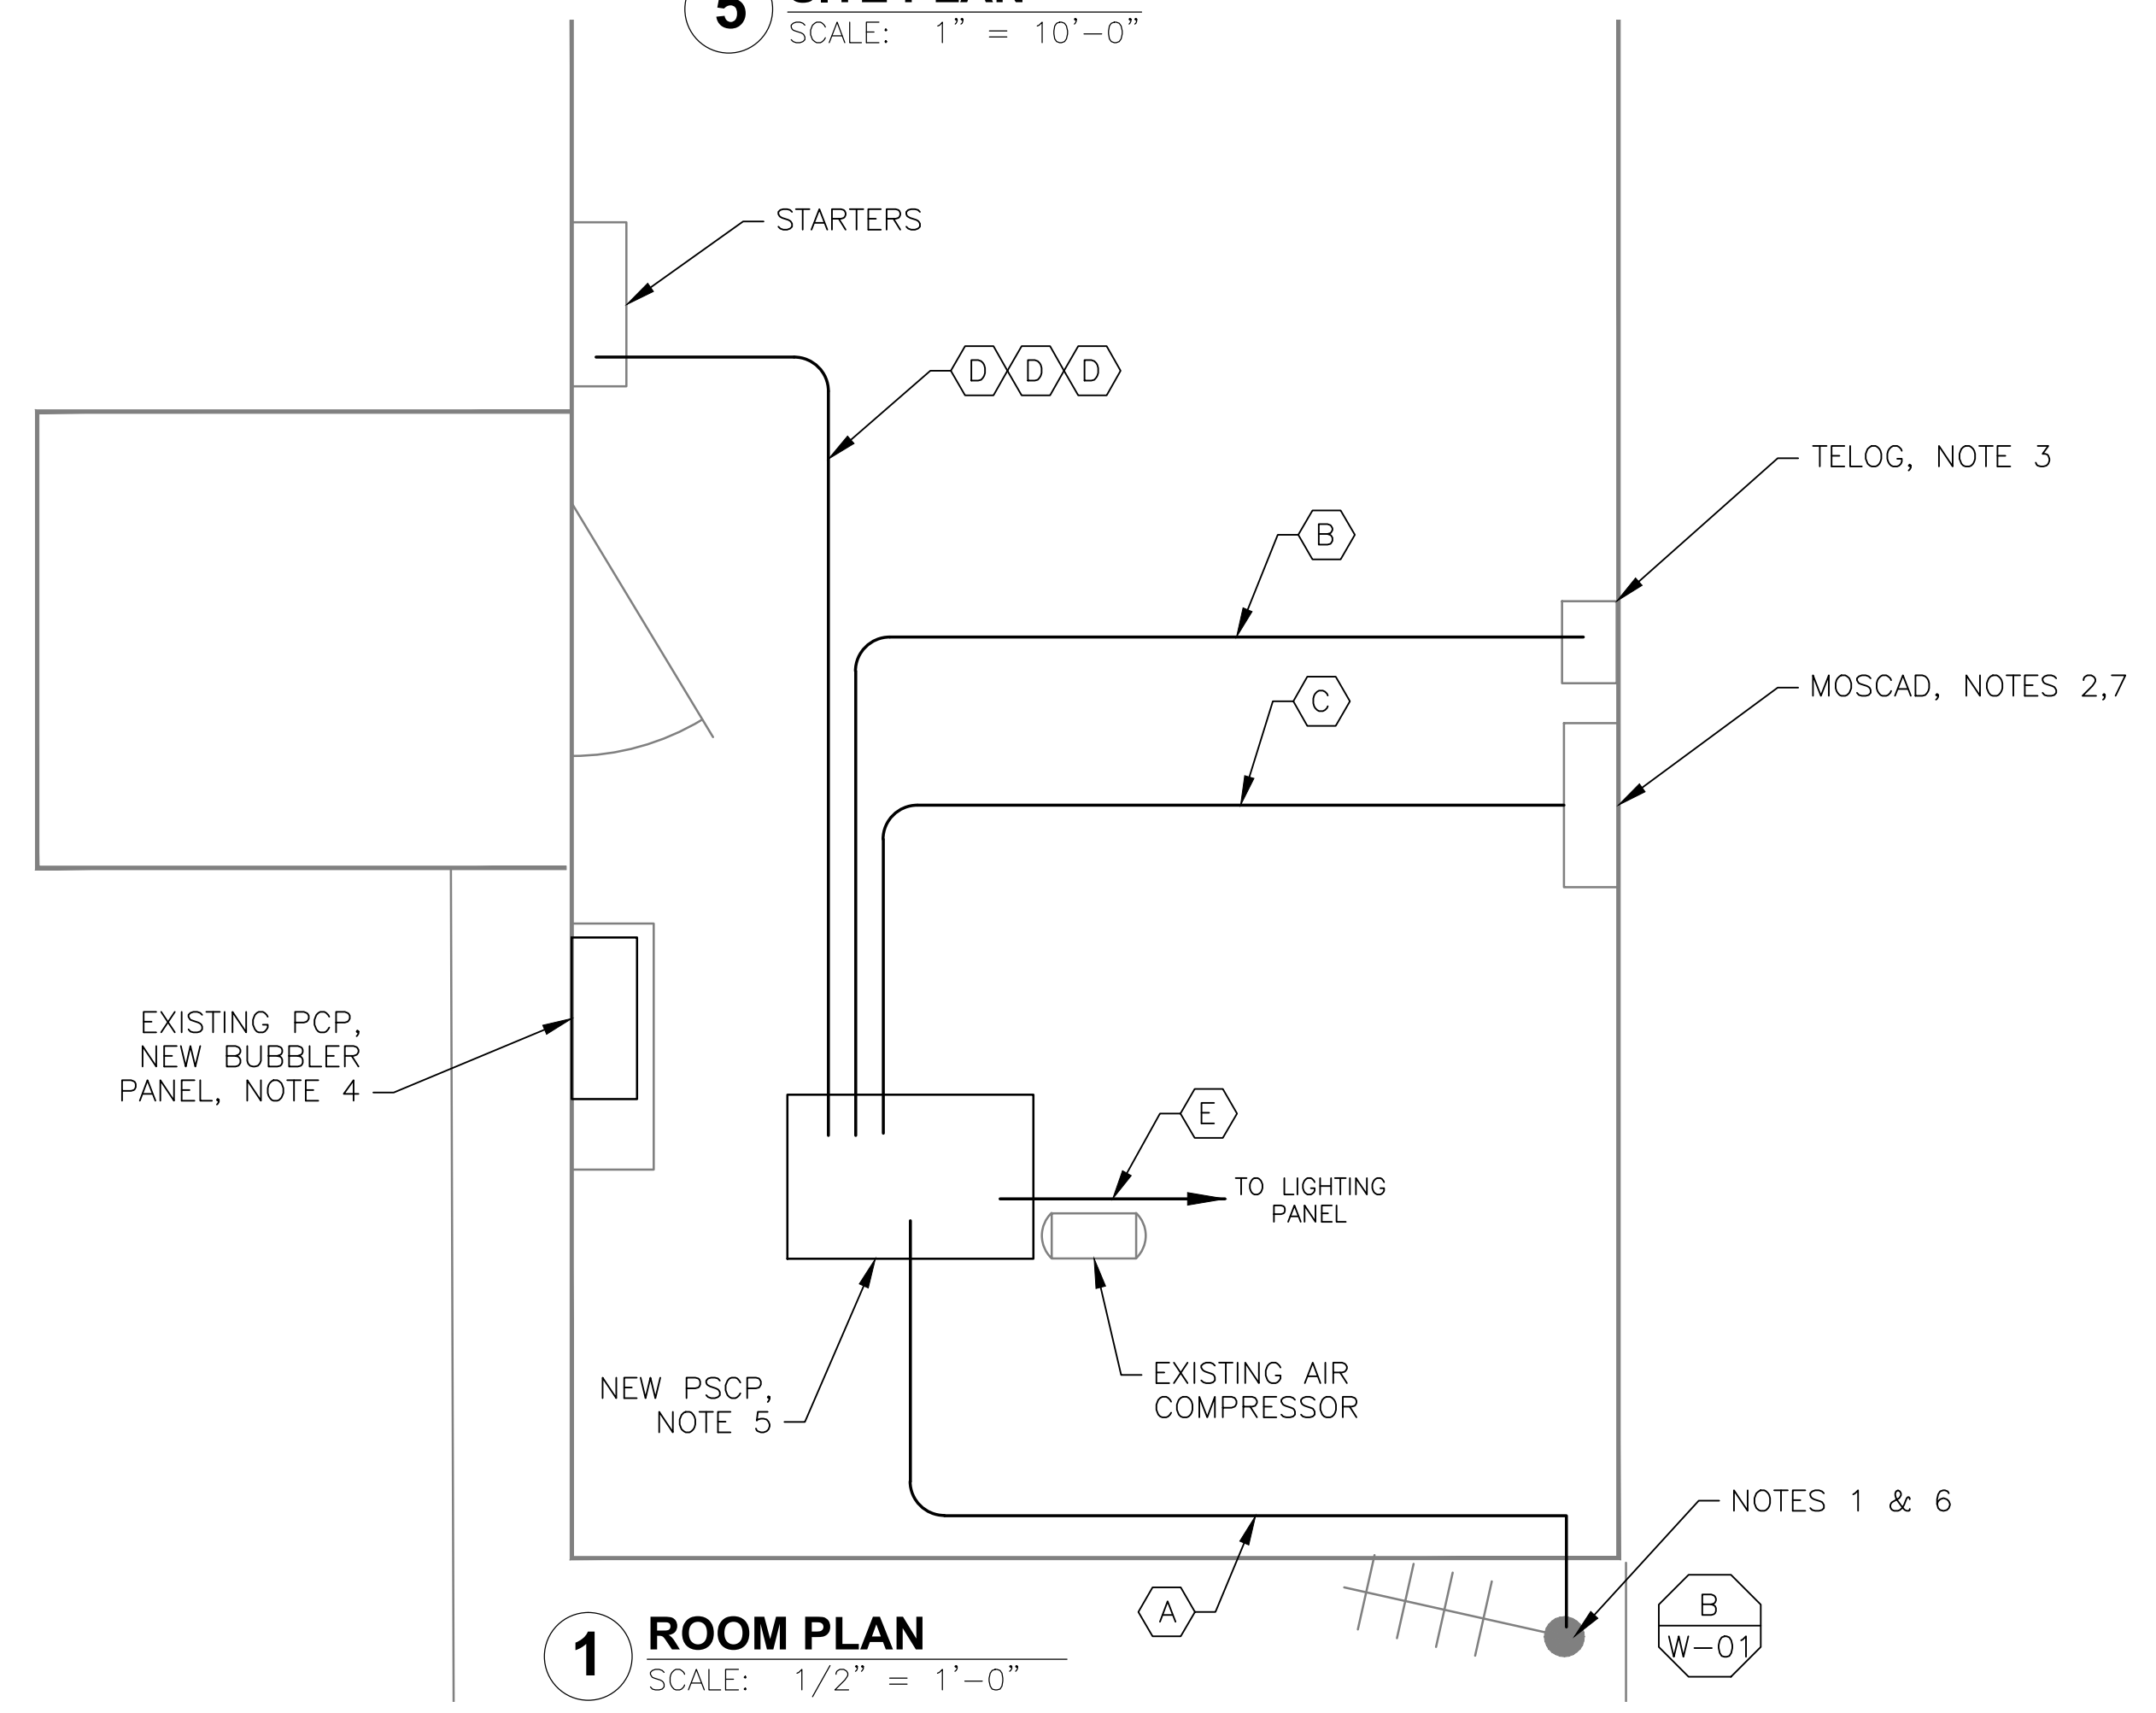 5
SCALE: 1" = 10'-0"
STARTERS
D D D
TELOG, NOTE 3
B
MOSCAD, NOTES 2,7
C
EXISTING PCP,
NEW BUBBLER
PANEL, NOTE 4
E
TO LIGHTING
PANEL
EXISTING AIR
COMPRESSOR
NEW PSCP,
NOTE 5
NOTES 1 & 6
A
B
W-01
1
ROOM PLAN
SCALE: 1/2" = 1'-0"